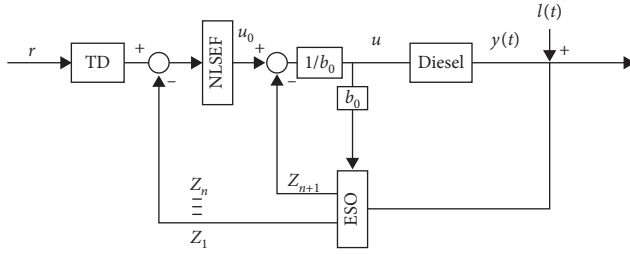 l(t)
r
TD
+
−
NLSEF
u₀
+
−
1/b₀
u
Diesel
y(t)
+
b₀
Zₙ
Z₁
Zₙ₊₁
ESO